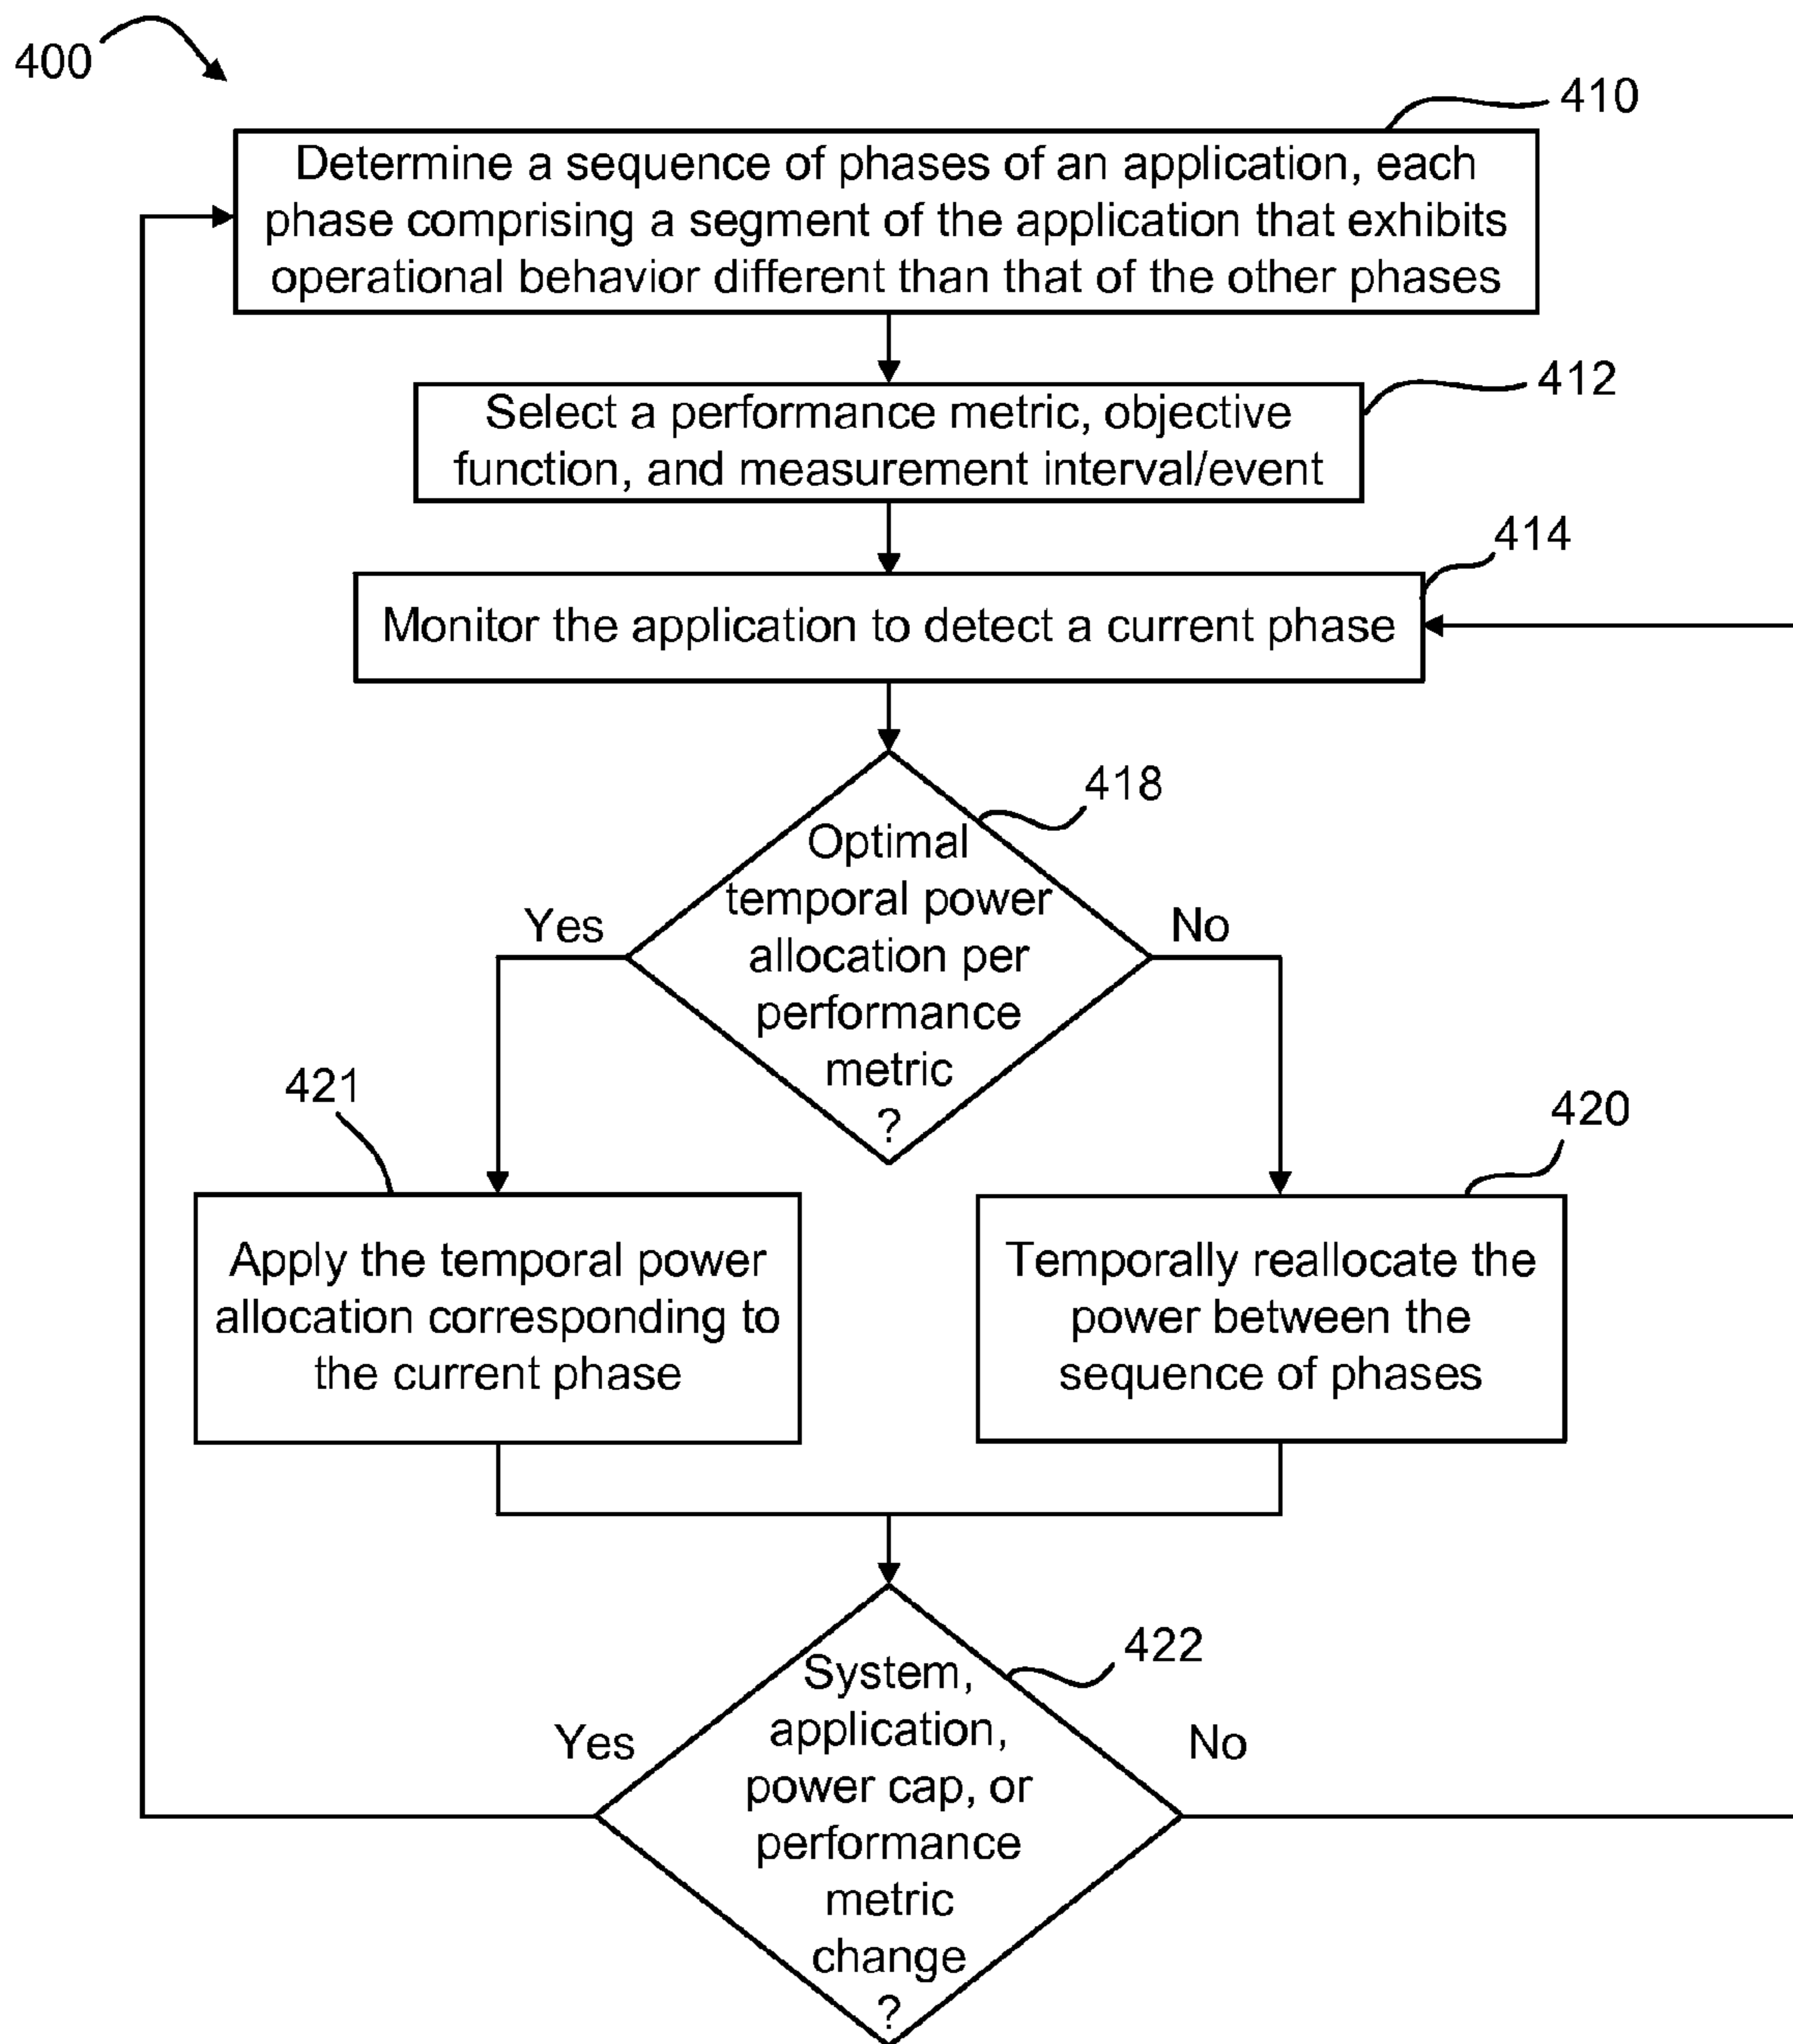 400
410
Determine a sequence of phases of an application, each
phase comprising a segment of the application that exhibits
operational behavior different than that of the other phases
412
Select a performance metric, objective
function, and measurement interval/event
414
Monitor the application to detect a current phase
418
Optimal
temporal power
allocation per
performance
metric
?
Yes
No
421
420
Apply the temporal power
allocation corresponding to
the current phase
Temporally reallocate the
power between the
sequence of phases
422
System,
application,
power cap, or
performance
metric
change
?
Yes
No